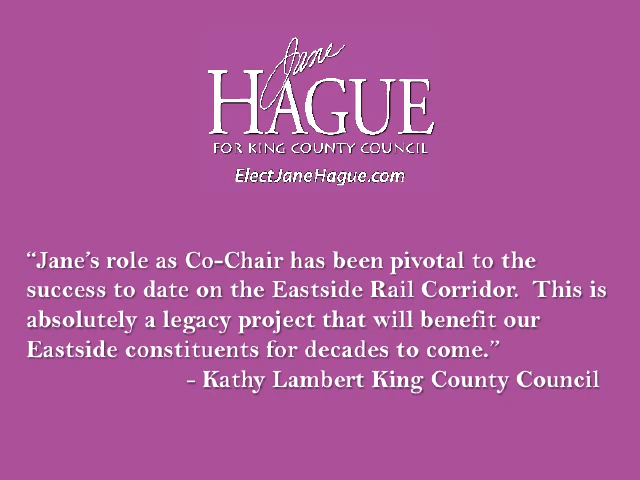 Jane
HAGUE
FOR KING COUNTY COUNCIL
ElectJaneHague.com
“Jane’s role as Co-Chair has been pivotal to the
success to date on the Eastside Rail Corridor.  This is
absolutely a legacy project that will benefit our
Eastside constituents for decades to come.”
- Kathy Lambert King County Council